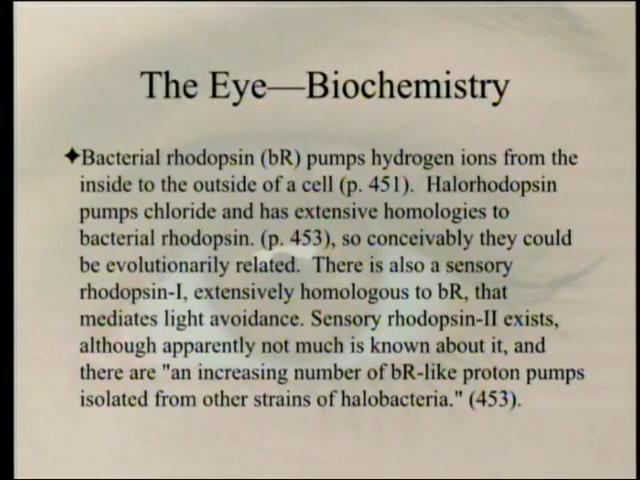 The Eye—Biochemistry
✦Bacterial rhodopsin (bR) pumps hydrogen ions from the
inside to the outside of a cell (p. 451).  Halorhodopsin
pumps chloride and has extensive homologies to
bacterial rhodopsin. (p. 453), so conceivably they could
be evolutionarily related.  There is also a sensory
rhodopsin-I, extensively homologous to bR, that
mediates light avoidance. Sensory rhodopsin-II exists,
although apparently not much is known about it, and
there are "an increasing number of bR-like proton pumps
isolated from other strains of halobacteria." (453).